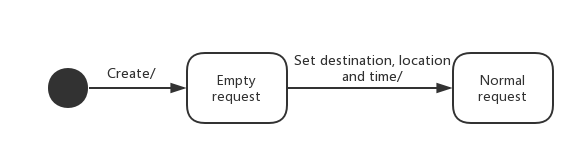 Create/
Empty
request
Set destination, location
and time/
Normal
request